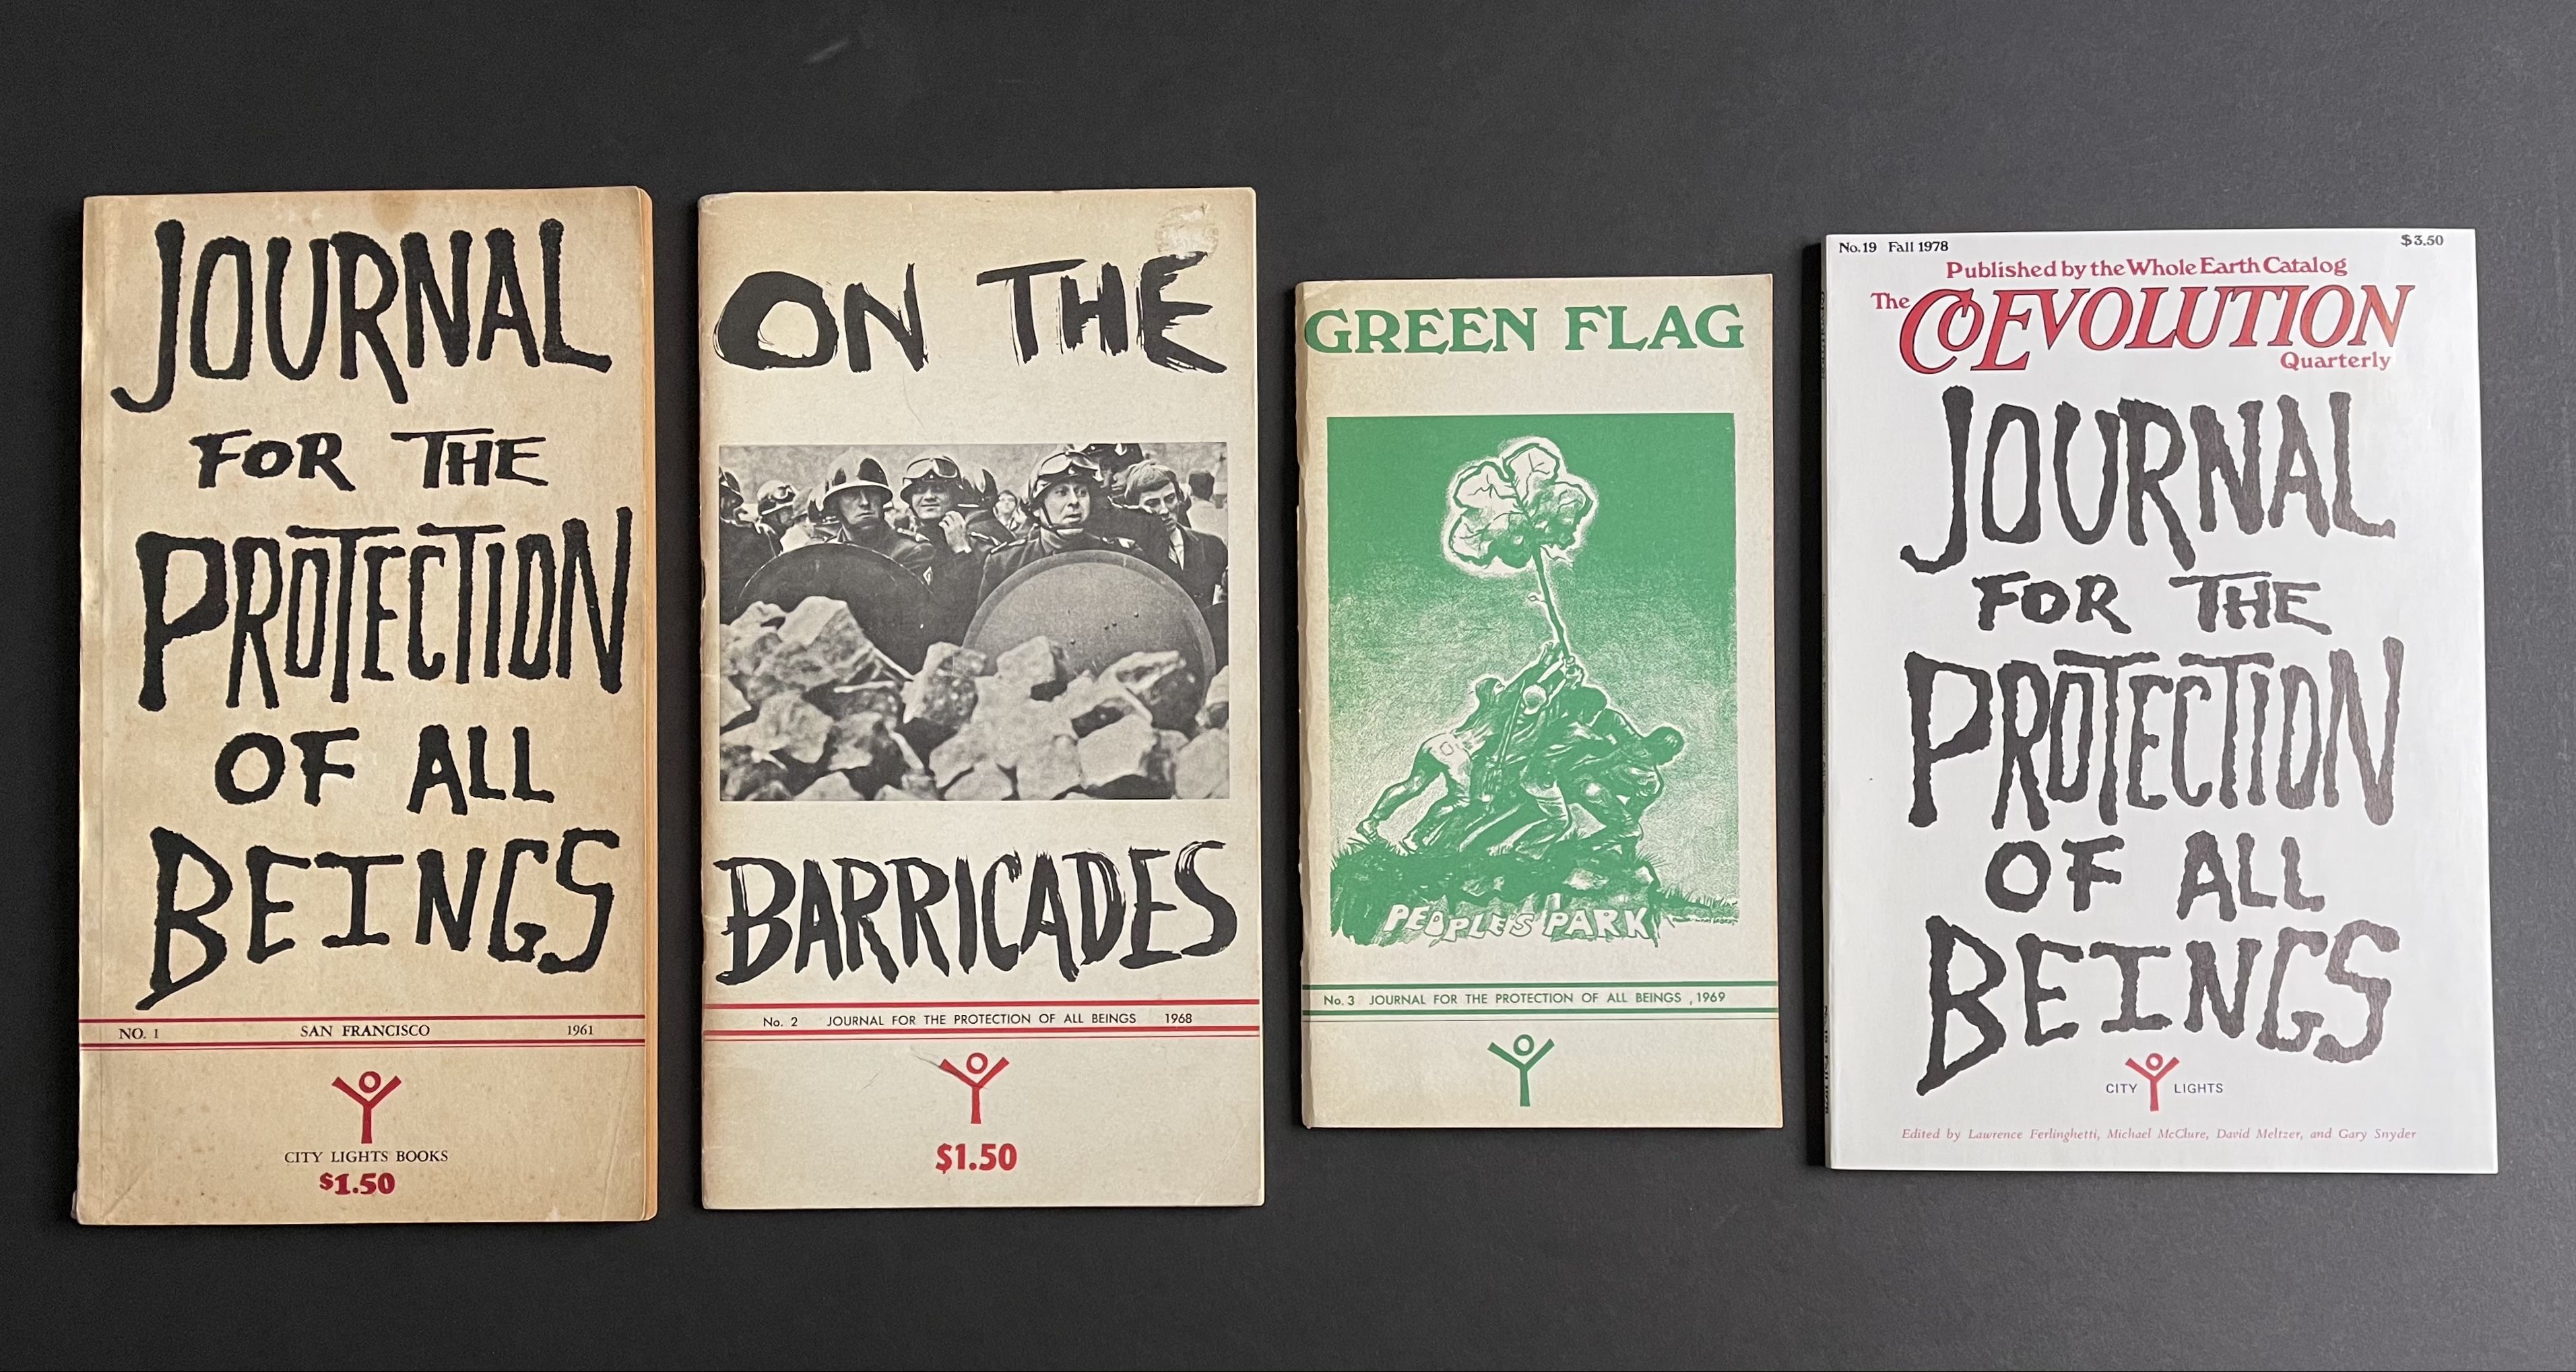 JOURNAL
FOR THE
PROTECTION
OF ALL
BEINGS
NO. 1 SAN FRANCISCO 1961
CITY LIGHTS BOOKS
$1.50
ON THE
BARRICADES
No. 2 JOURNAL FOR THE PROTECTION OF ALL BEINGS 1968
$1.50
GREEN FLAG
PEOPLE'S PARK
No. 3 JOURNAL FOR THE PROTECTION OF ALL BEINGS , 1969
No. 19 Fall 1978 $3.50
Published by the Whole Earth Catalog
The COEVOLUTION
Quarterly
JOURNAL
FOR THE
PROTECTION
OF ALL
BEINGS
CITY LIGHTS
Edited by Lawrence Ferlinghetti, Michael McClure, David Meltzer, and Gary Snyder